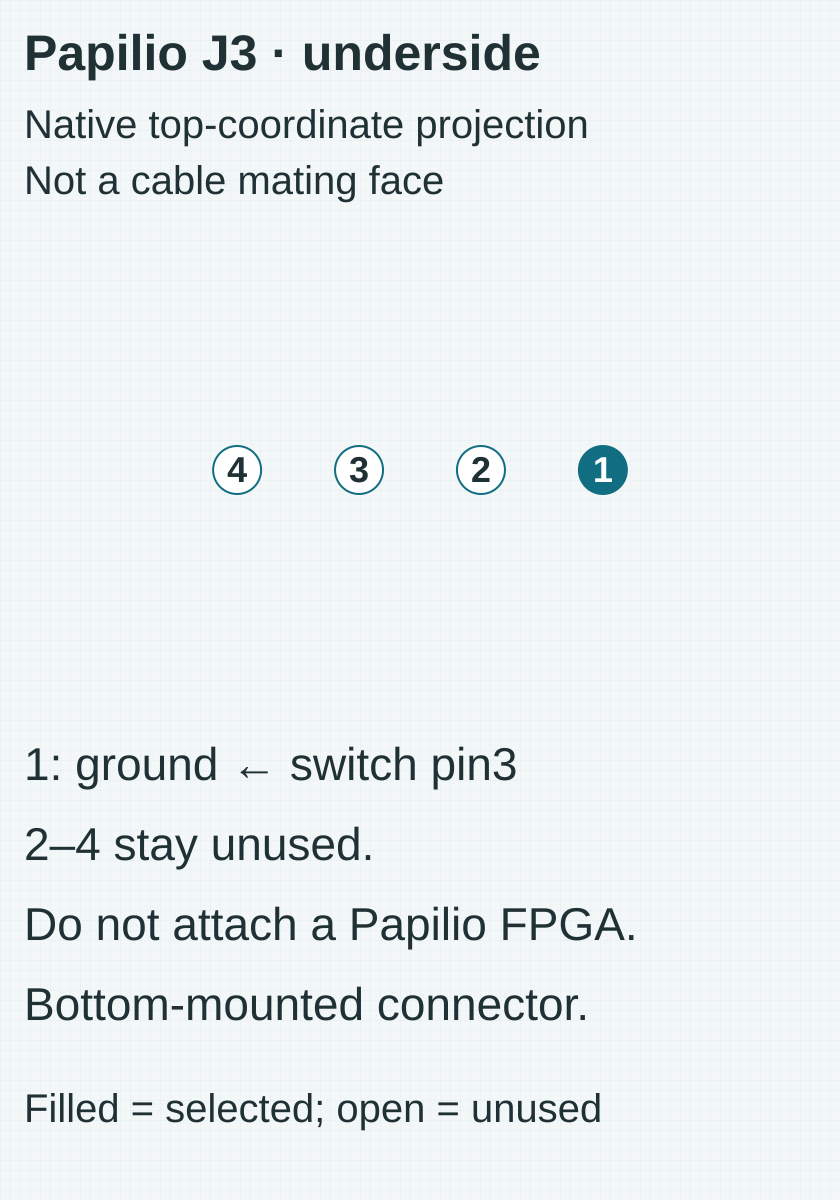 Papilio J3 · underside
Native top-coordinate projection
Not a cable mating face
4 3 2 1
1: ground ← switch pin3
2–4 stay unused.
Do not attach a Papilio FPGA.
Bottom-mounted connector.
Filled = selected; open = unused